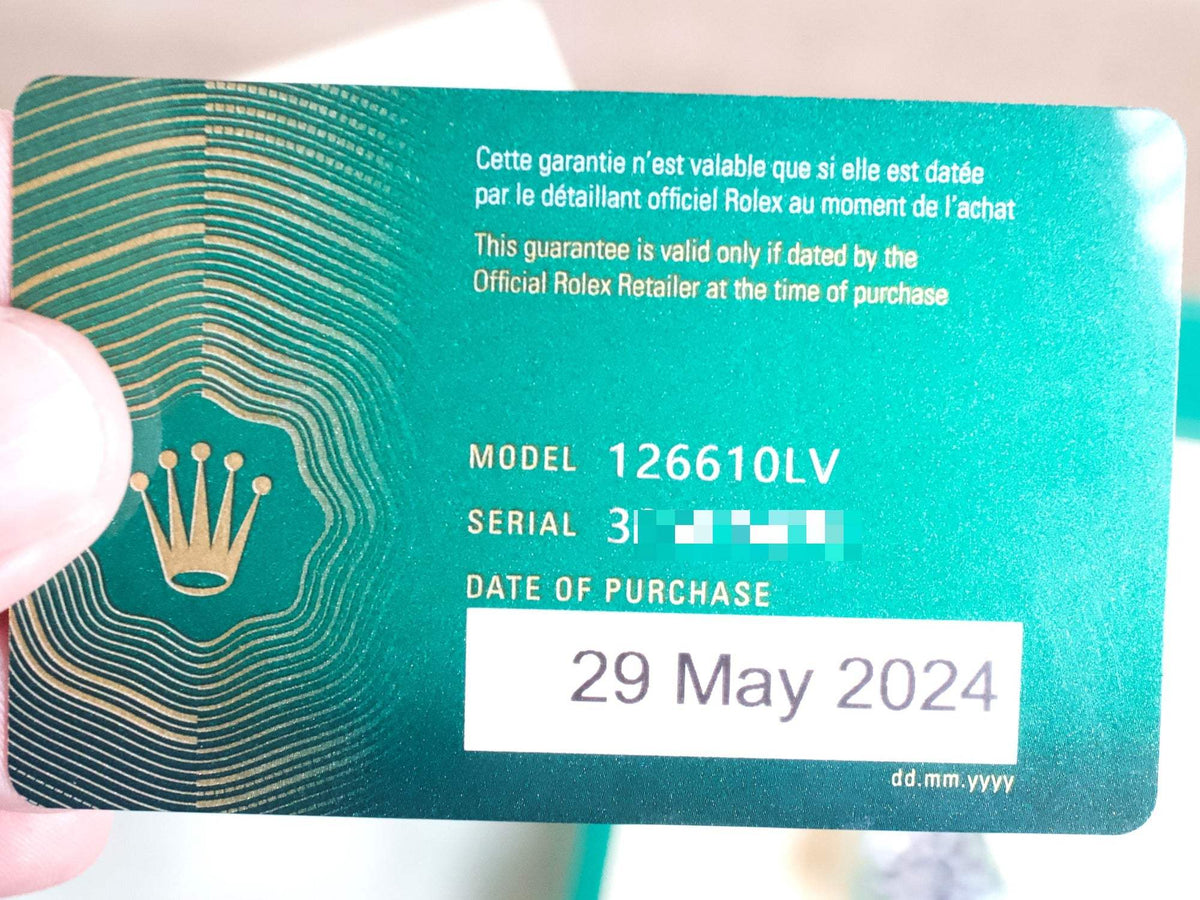 Cette garantie n'est valable que si elle est datée
par le détaillant officiel Rolex au moment de l'achat
This guarantee is valid only if dated by the
Official Rolex Retailer at the time of purchase
MODEL 126610LV
SERIAL 3
DATE OF PURCHASE
29 May 2024
dd.mm.yyyy